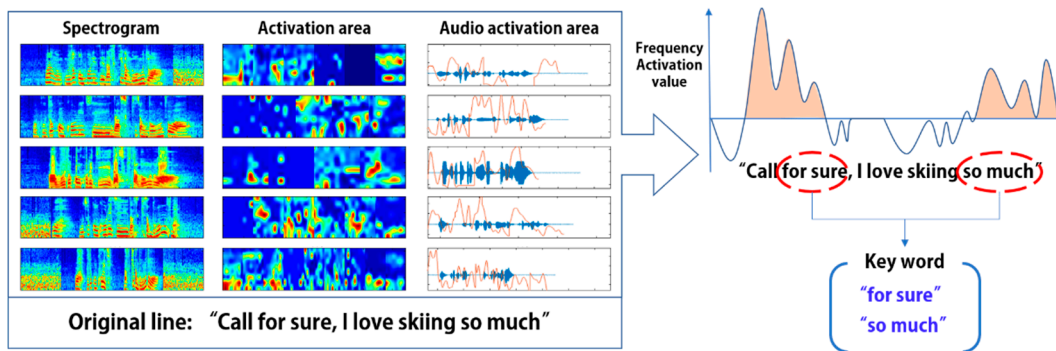 Spectrogram
Activation area
Audio activation area
Original line: "Call for sure, I love skiing so much"
Frequency
Activation
value
"Call for sure, I love skiing so much"
Key word
"for sure"
"so much"